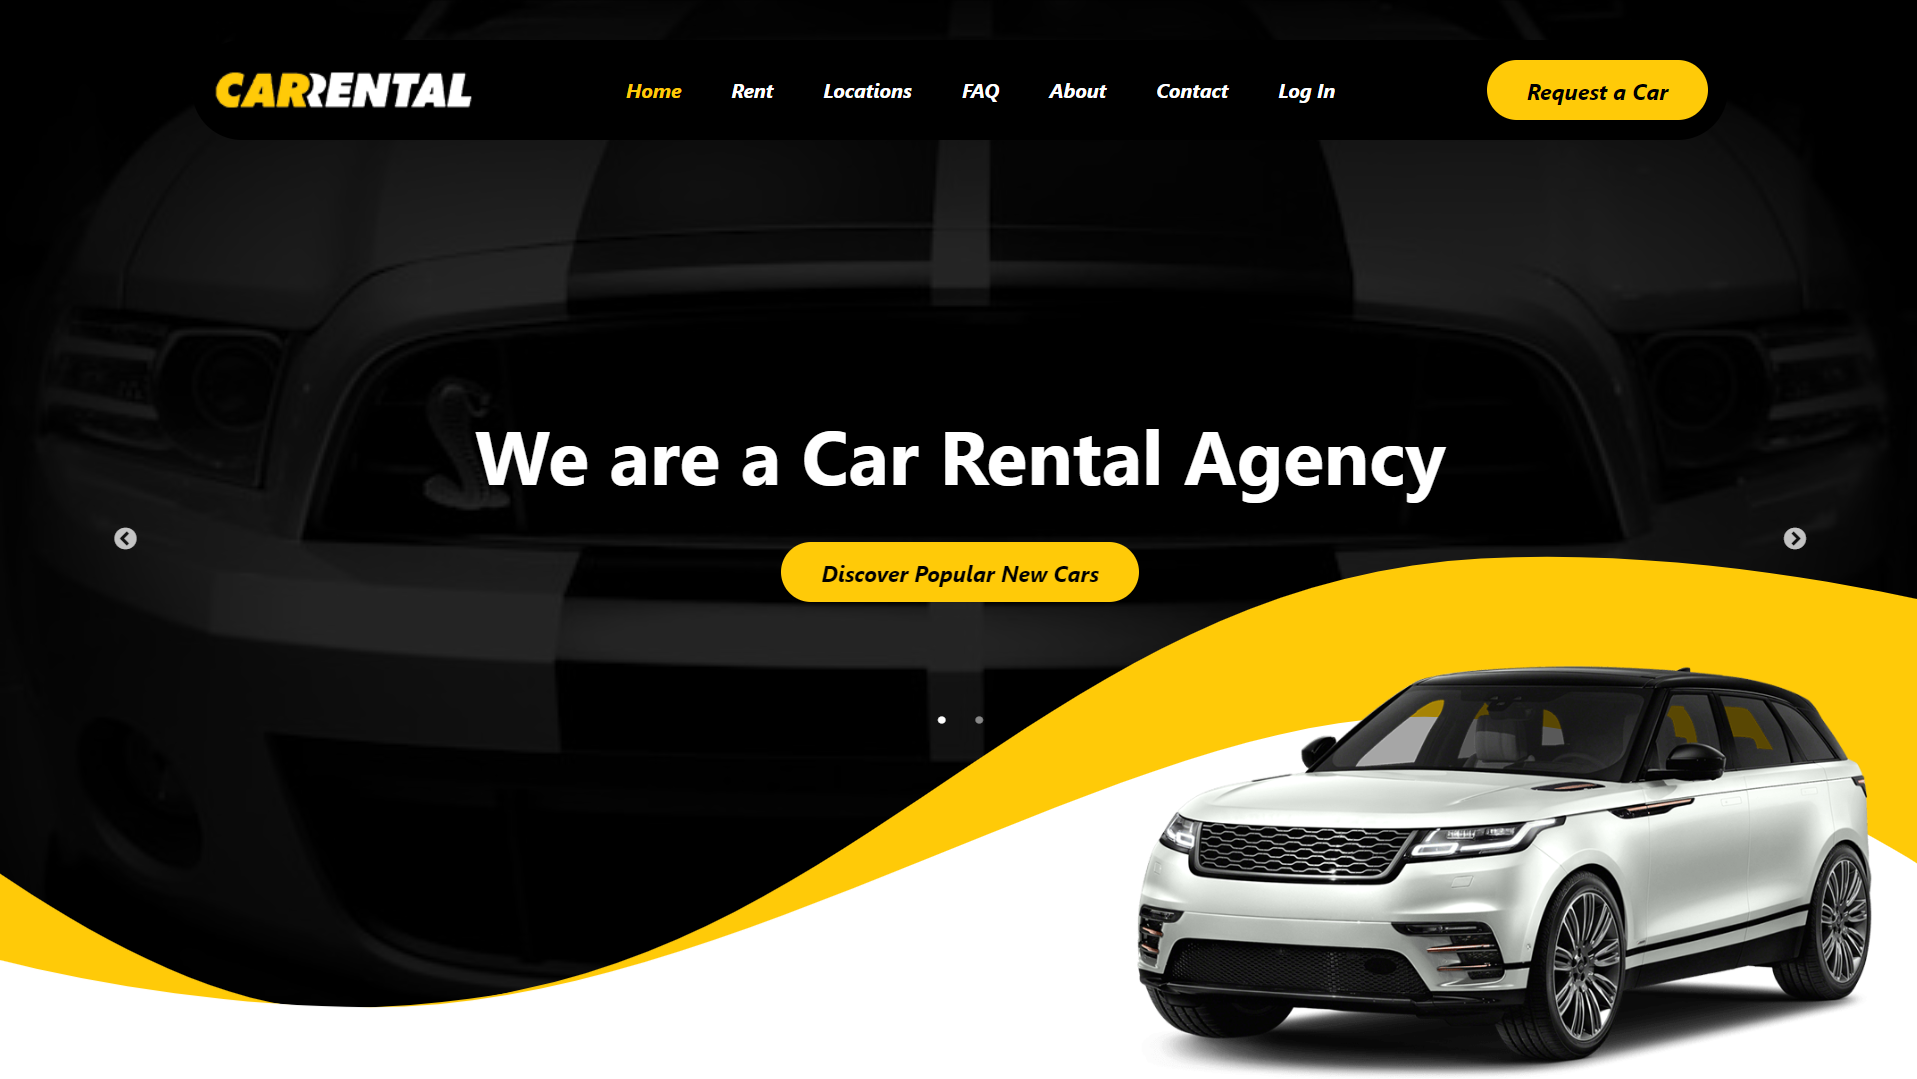 CARRENTAL
Home Rent Locations FAQ About Contact Log In
Request a Car
We are a Car Rental Agency
Discover Popular New Cars